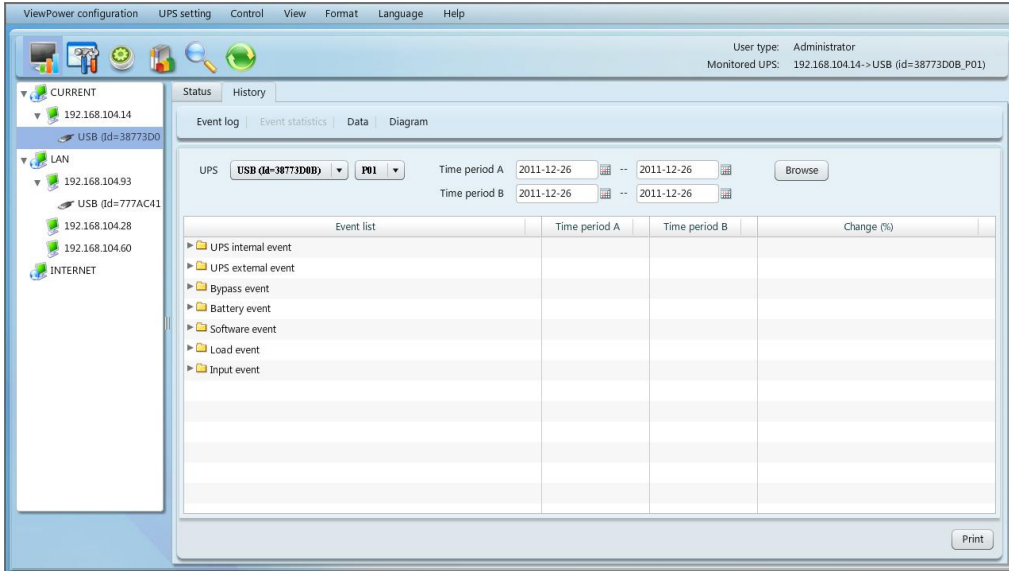 ViewPower configuration UPS setting Control View Format Language Help
User type: Administrator
Monitored UPS: 192.168.104.14->USB (id=38773D0B_P01)
CURRENT
192.168.104.14
USB (Id=38773D0
LAN
192.168.104.93
USB (Id=777AC41
192.168.104.28
192.168.104.60
INTERNET
Status History
Event log Event statistics Data Diagram
UPS USB (Id=38773D0B) P01 Time period A 2011-12-26 -- 2011-12-26 Browse
Time period B 2011-12-26 -- 2011-12-26
Event list Time period A Time period B Change (%)
UPS internal event
UPS external event
Bypass event
Battery event
Software event
Load event
Input event
Print